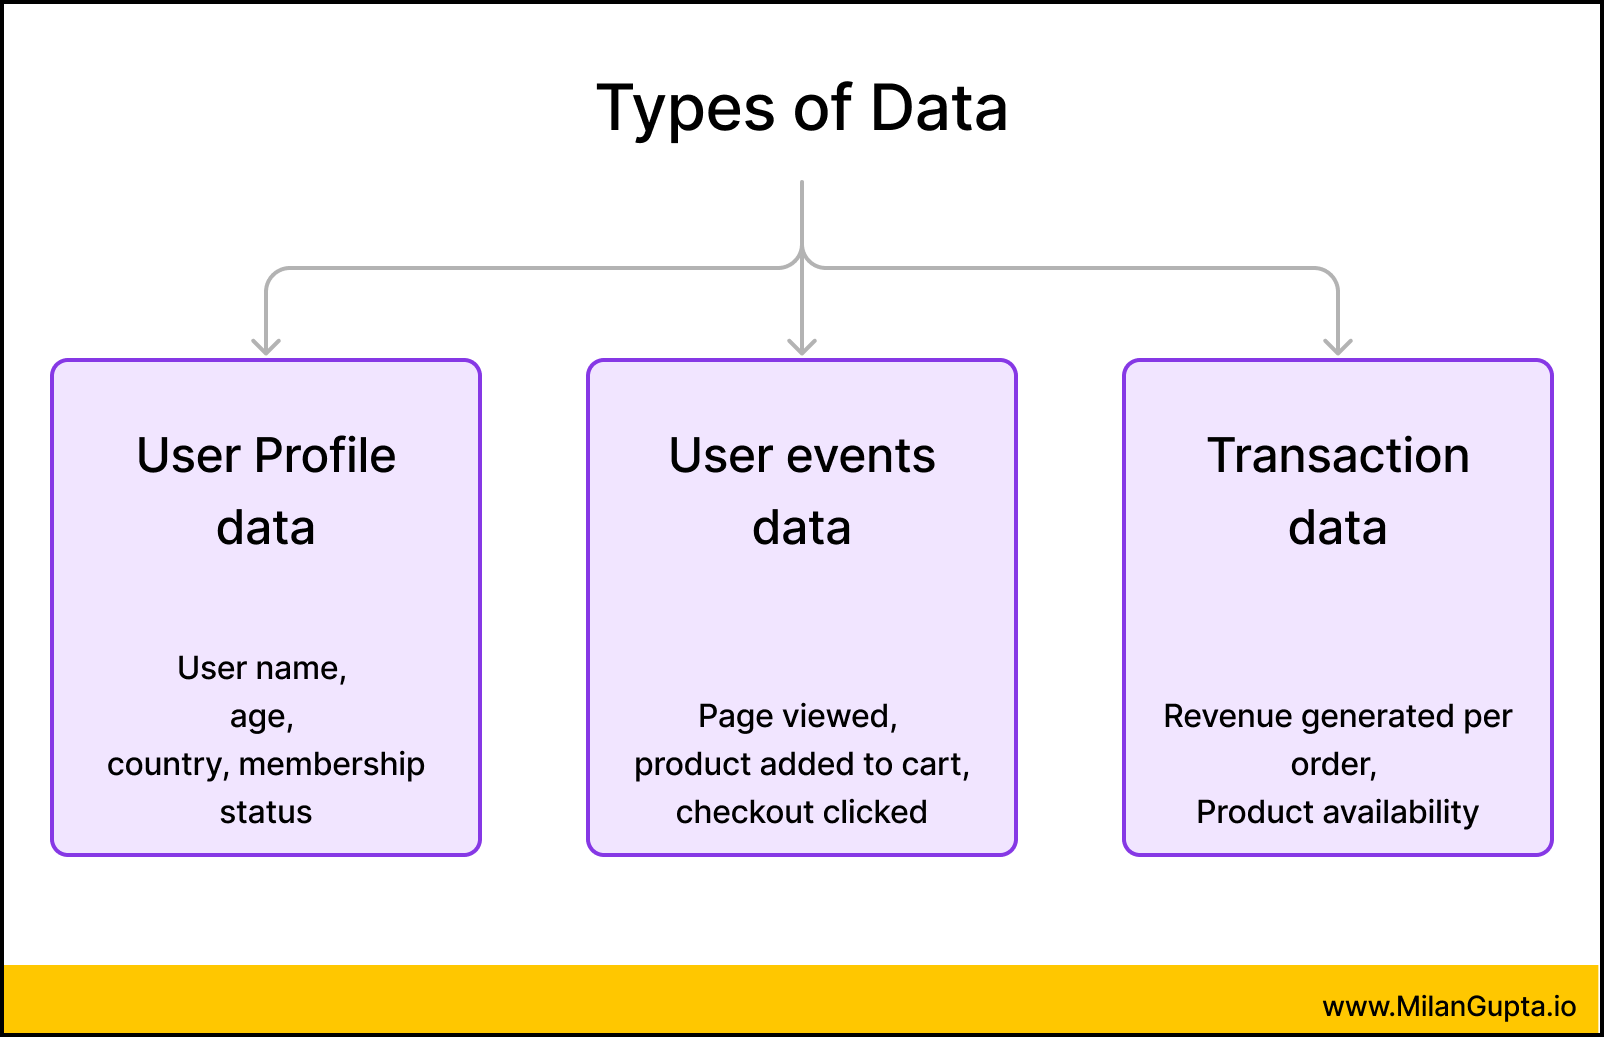 Types of Data
User Profile
data
User name,
age,
country, membership
status
User events
data
Page viewed,
product added to cart,
checkout clicked
Transaction
data
Revenue generated per
order,
Product availability
www.MilanGupta.io